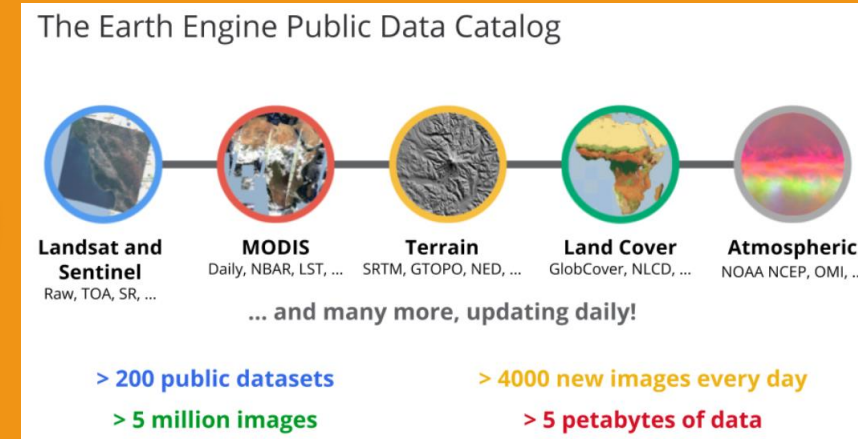 The Earth Engine Public Data Catalog
Landsat and
Sentinel
Raw, TOA, SR, ...
MODIS
Daily, NBAR, LST, ...
Terrain
SRTM, GTOPO, NED, ...
Land Cover
GlobCover, NLCD, ...
Atmospheric
NOAA NCEP, OMI, ..
... and many more, updating daily!
> 200 public datasets
> 4000 new images every day
> 5 million images
> 5 petabytes of data